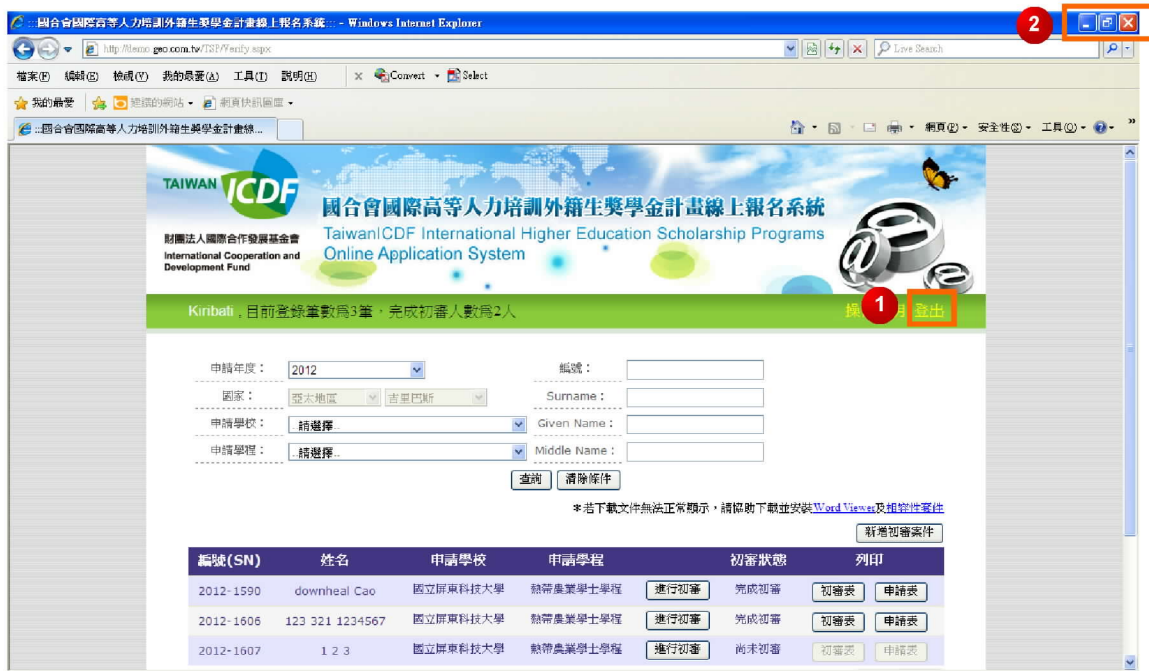 :::國合會國際高等人力培訓外籍生獎學金計畫線上報名系統::: - Windows Internet Explorer
2
http://demo.geo.com.tw/TSP/Verify.aspx
Live Search
檔案(F) 編輯(E) 檢視(V) 我的最愛(A) 工具(T) 說明(H) x Convert Select
我的最愛 建議的網站 網頁快訊圖庫
:::國合會國際高等人力培訓外籍生獎學金計畫線... 網頁(P) 安全性(S) 工具(O) »
TAIWAN ICDF
財團法人國際合作發展基金會
International Cooperation and
Development Fund
國合會國際高等人力培訓外籍生獎學金計畫線上報名系統
TaiwanICDF International Higher Education Scholarship Programs
Online Application System
Kiribati , 目前登錄筆數為3筆，完成初審人數為2人 操 1 月 登出
申請年度： 2012 編號：
國家： 亞太地區 吉里巴斯 Surname：
申請學校： ..請選擇.. Given Name：
申請學程： ..請選擇.. Middle Name：
查詢 清除條件
*若下載文件無法正常顯示，請協助下載並安裝Word Viewer及相容性套件
新增初審案件
編號(SN) 姓名 申請學校 申請學程 初審狀態 列印
2012-1590 downheal Cao 國立屏東科技大學 熱帶農業學士學程 進行初審 完成初審 初審表 申請表
2012-1606 123 321 1234567 國立屏東科技大學 熱帶農業學士學程 進行初審 完成初審 初審表 申請表
2012-1607 1 2 3 國立屏東科技大學 熱帶農業學士學程 進行初審 尚未初審 初審表 申請表